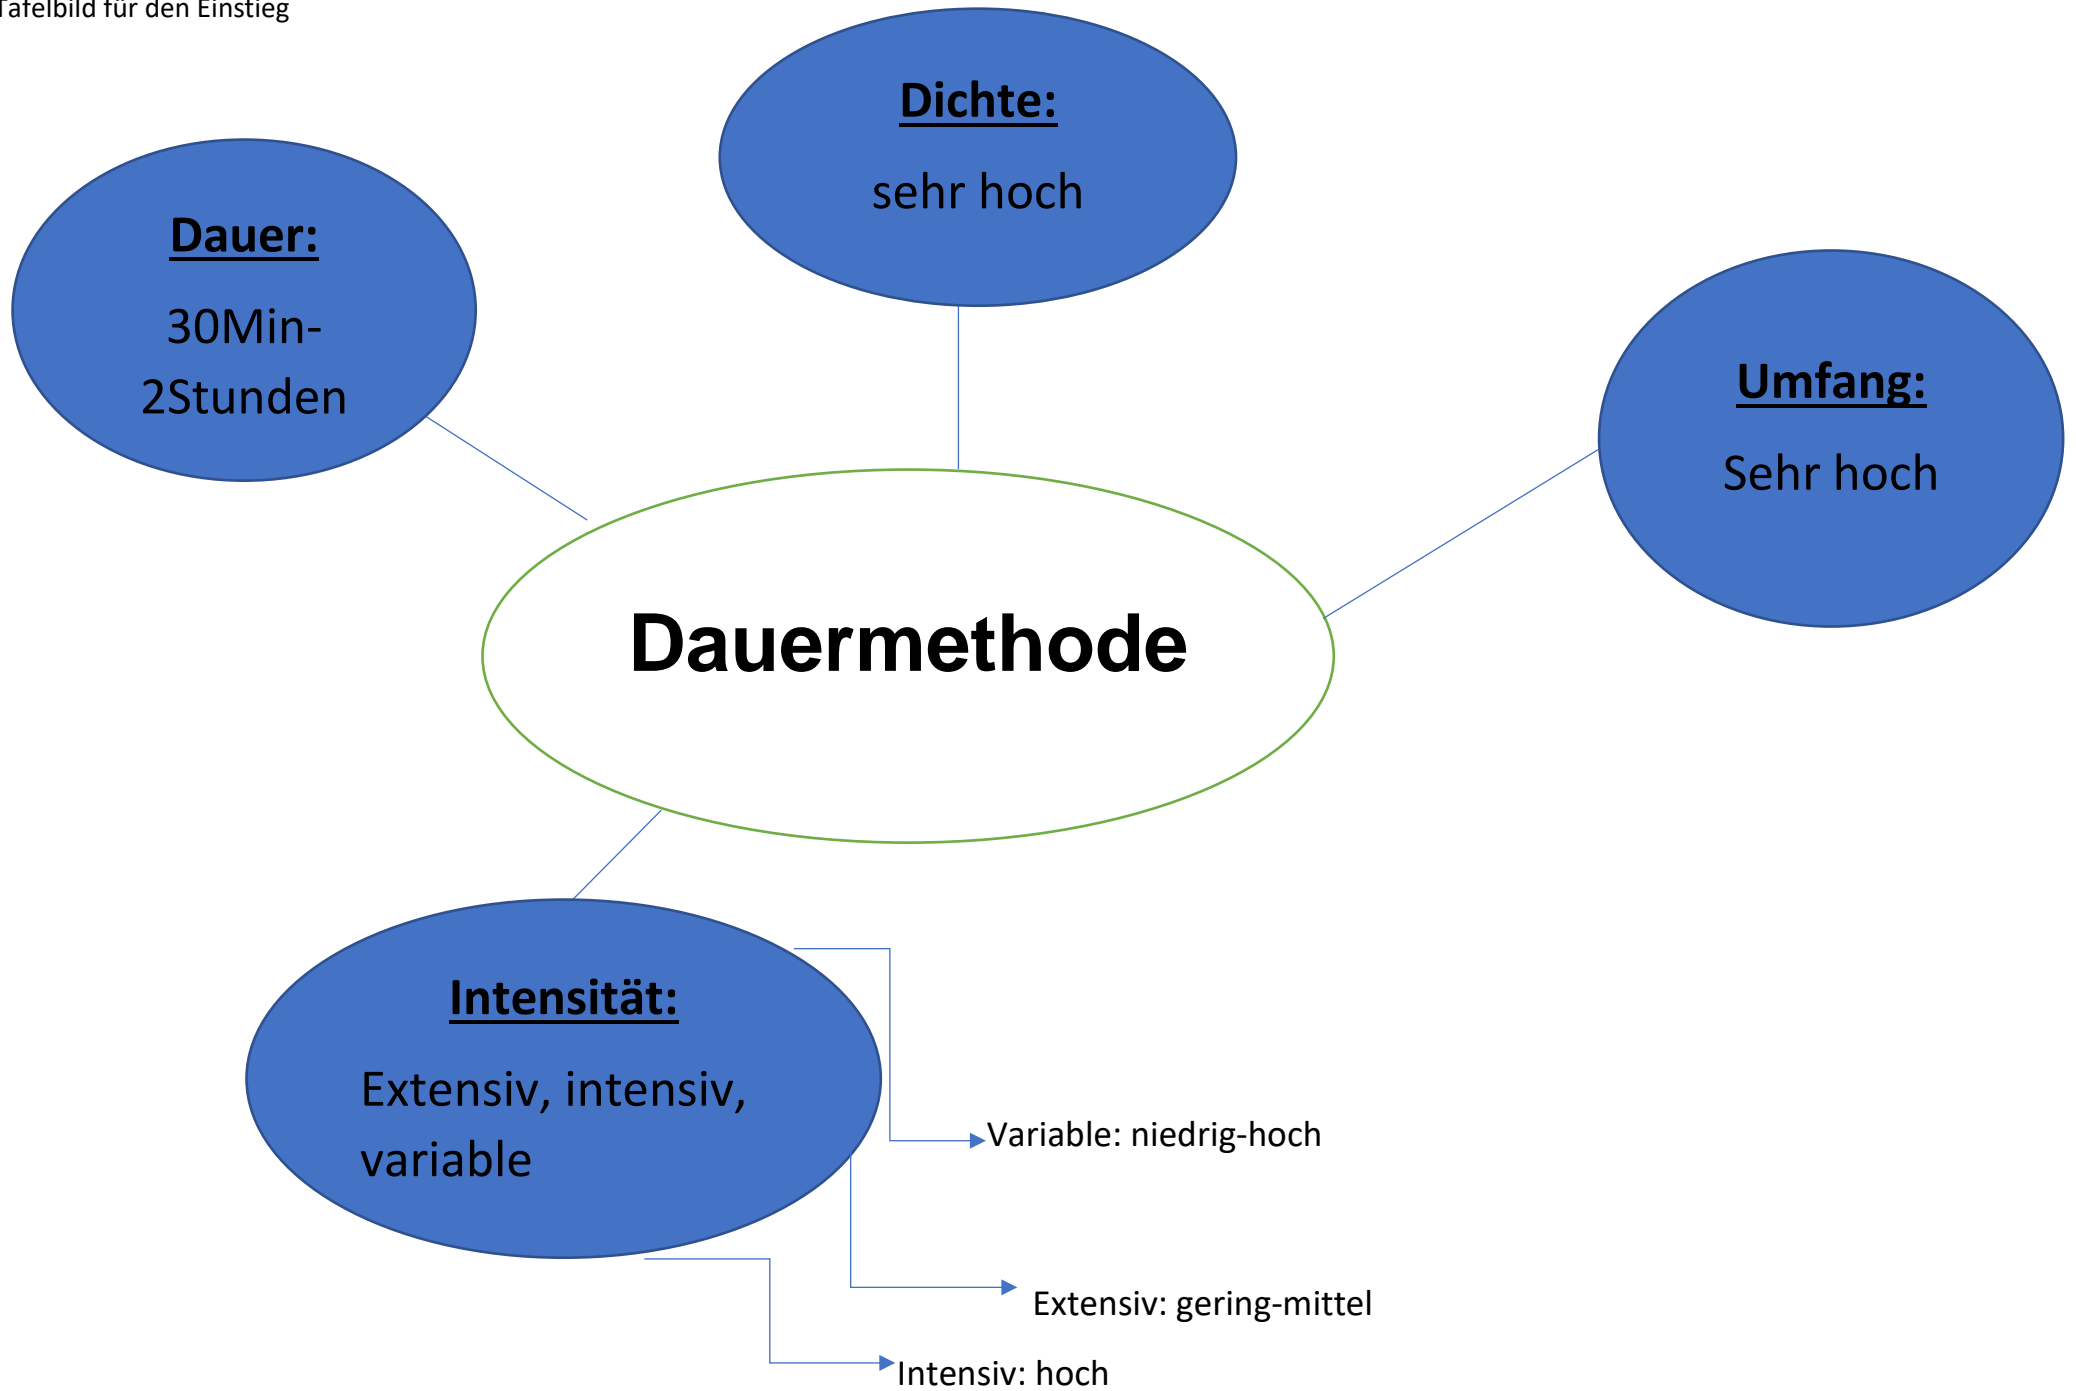 Tafelbild für den Einstieg
Dichte:
sehr hoch
Dauer:
30Min-
2Stunden
Umfang:
Sehr hoch
Dauermethode
Intensität:
Extensiv, intensiv,
variable
Variable: niedrig-hoch
Extensiv: gering-mittel
Intensiv: hoch